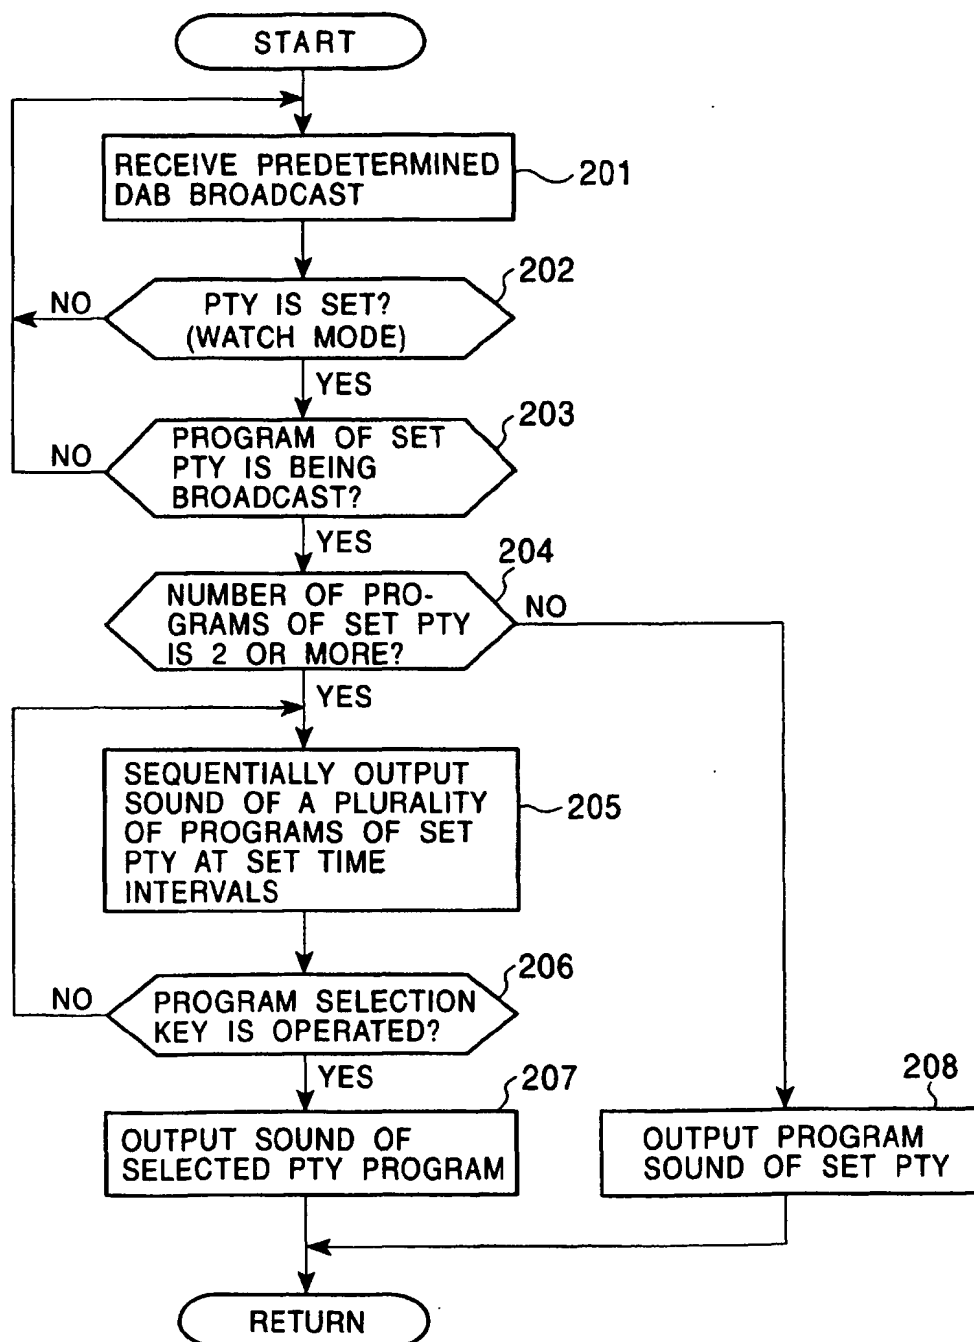 START
RECEIVE PREDETERMINED
DAB BROADCAST
201
202
PTY IS SET?
(WATCH MODE)
NO
YES
203
PROGRAM OF SET
PTY IS BEING
BROADCAST?
NO
YES
204
NUMBER OF PRO-
GRAMS OF SET PTY
IS 2 OR MORE?
NO
YES
SEQUENTIALLY OUTPUT
SOUND OF A PLURALITY
OF PROGRAMS OF SET
PTY AT SET TIME
INTERVALS
205
206
PROGRAM SELECTION
KEY IS OPERATED?
NO
YES
207
OUTPUT SOUND OF
SELECTED PTY PROGRAM
208
OUTPUT PROGRAM
SOUND OF SET PTY
RETURN